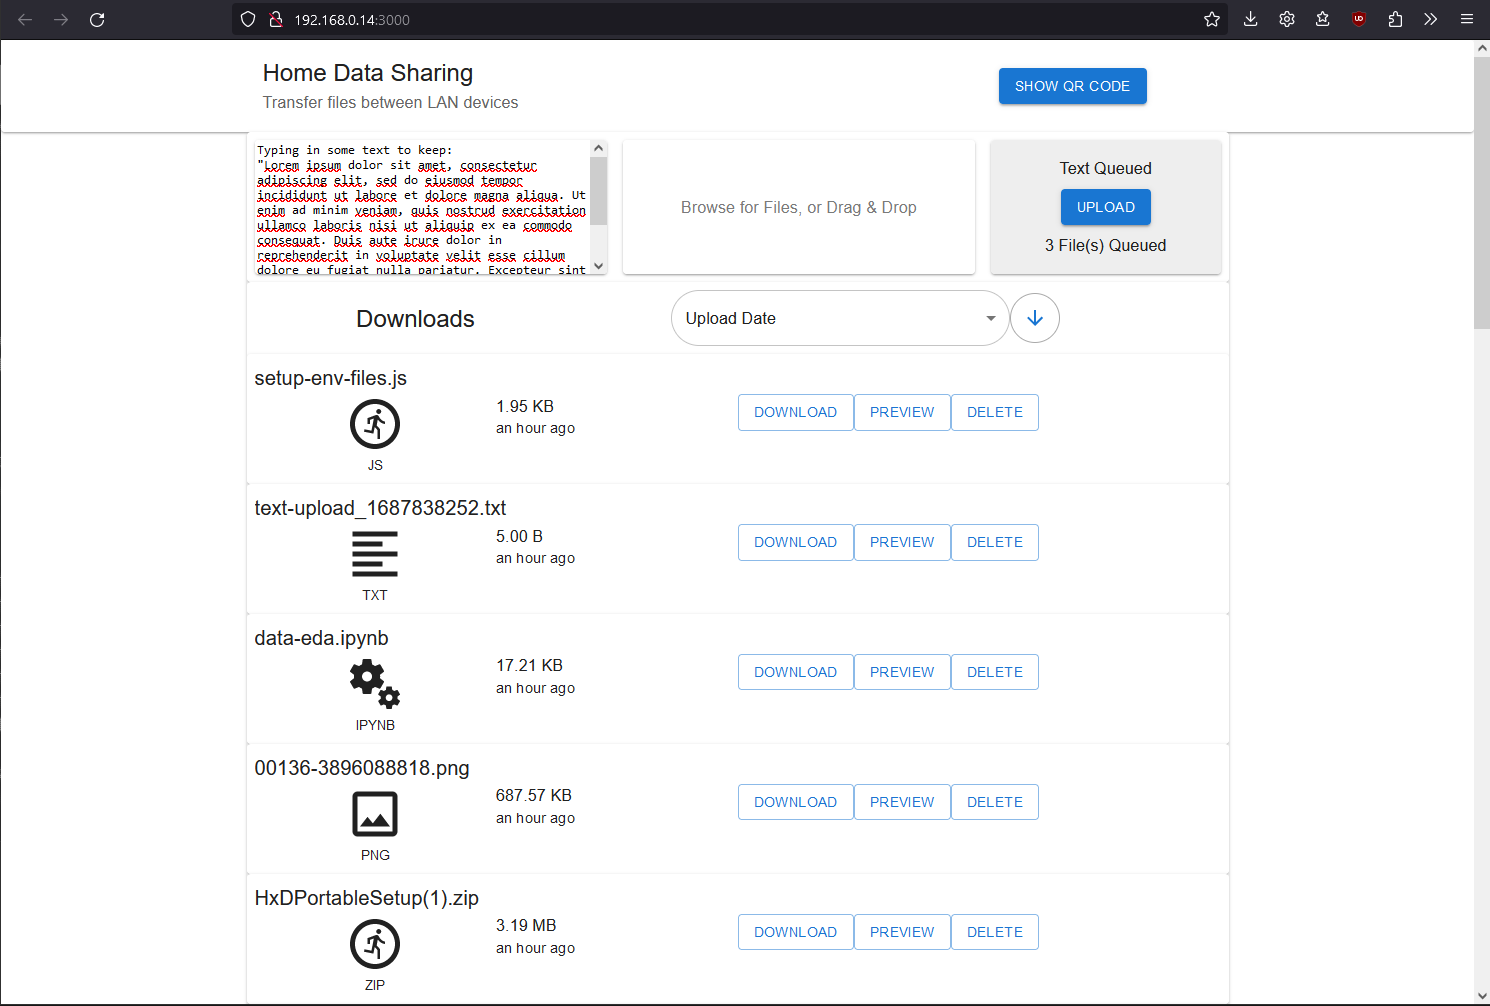 192.168.0.14:3000
Home Data Sharing
Transfer files between LAN devices
SHOW QR CODE
Typing in some text to keep:
"Lorem ipsum dolor sit amet, consectetur
adipiscing elit, sed do eiusmod tempor
incididunt ut labore et dolore magna aliqua. Ut
enim ad minim veniam, quis nostrud exercitation
ullamco laboris nisi ut aliquip ex ea commodo
consequat. Duis aute irure dolor in
reprehenderit in voluptate velit esse cillum
dolore eu fugiat nulla pariatur. Excepteur sint
Browse for Files, or Drag & Drop
Text Queued
UPLOAD
3 File(s) Queued
Downloads
Upload Date
setup-env-files.js
JS
1.95 KB
an hour ago
DOWNLOAD PREVIEW DELETE
text-upload_1687838252.txt
TXT
5.00 B
an hour ago
DOWNLOAD PREVIEW DELETE
data-eda.ipynb
IPYNB
17.21 KB
an hour ago
DOWNLOAD PREVIEW DELETE
00136-3896088818.png
PNG
687.57 KB
an hour ago
DOWNLOAD PREVIEW DELETE
HxDPortableSetup(1).zip
ZIP
3.19 MB
an hour ago
DOWNLOAD PREVIEW DELETE